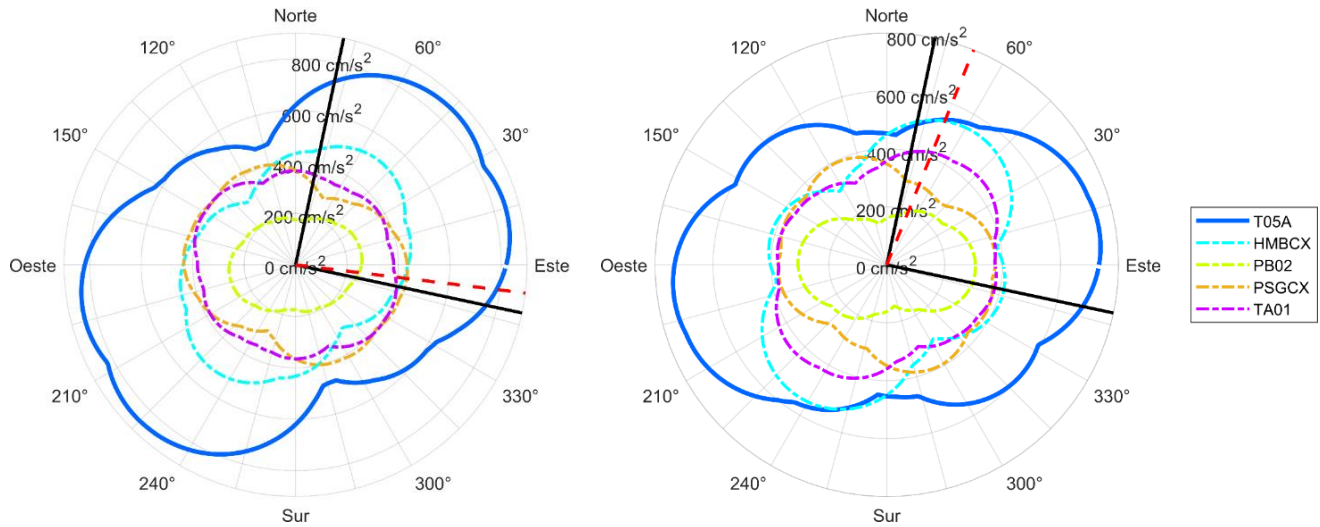 Norte
120°
60°
800 cm/s²
150°
600 cm/s²
30°
400 cm/s²
200 cm/s²
Oeste
0 cm/s²
Este
210°
330°
240°
300°
Sur
Norte
800 cm/s²
120°
60°
600 cm/s²
150°
30°
400 cm/s²
200 cm/s²
Oeste
0 cm/s²
Este
210°
330°
240°
300°
Sur
T05A
HMBCX
PB02
PSGCX
TA01